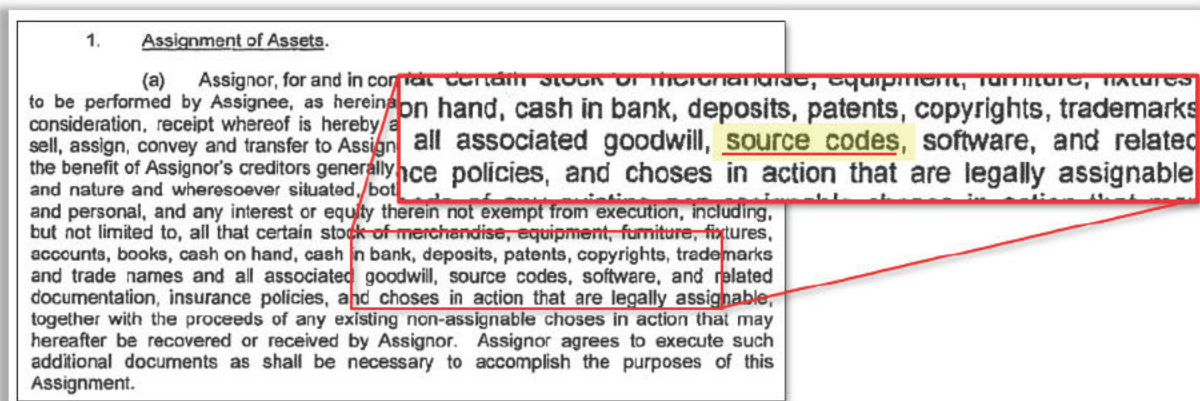 1. Assignment of Assets.
(a) Assignor, for and in con
to be performed by Assignee, as hereina
consideration, receipt whereof is hereby a
sell, assign, convey and transfer to Assign
the benefit of Assignor's creditors generally,
and nature and wheresoever situated, bot
and personal, and any interest or equity therein not exempt from execution, including,
but not limited to, all that certain stock of merchandise, equipment, furniture, fixtures,
accounts, books, cash on hand, cash in bank, deposits, patents, copyrights, trademarks
and trade names and all associated goodwill, source codes, software, and related
documentation, insurance policies, and choses in action that are legally assignable,
together with the proceeds of any existing non-assignable choses in action that may
hereafter be recovered or received by Assignor. Assignor agrees to execute such
additional documents as shall be necessary to accomplish the purposes of this
Assignment.
certain stock of merchandise, equipment, furniture, fixtures
on hand, cash in bank, deposits, patents, copyrights, trademarks
all associated goodwill, source codes, software, and related
nce policies, and choses in action that are legally assignable